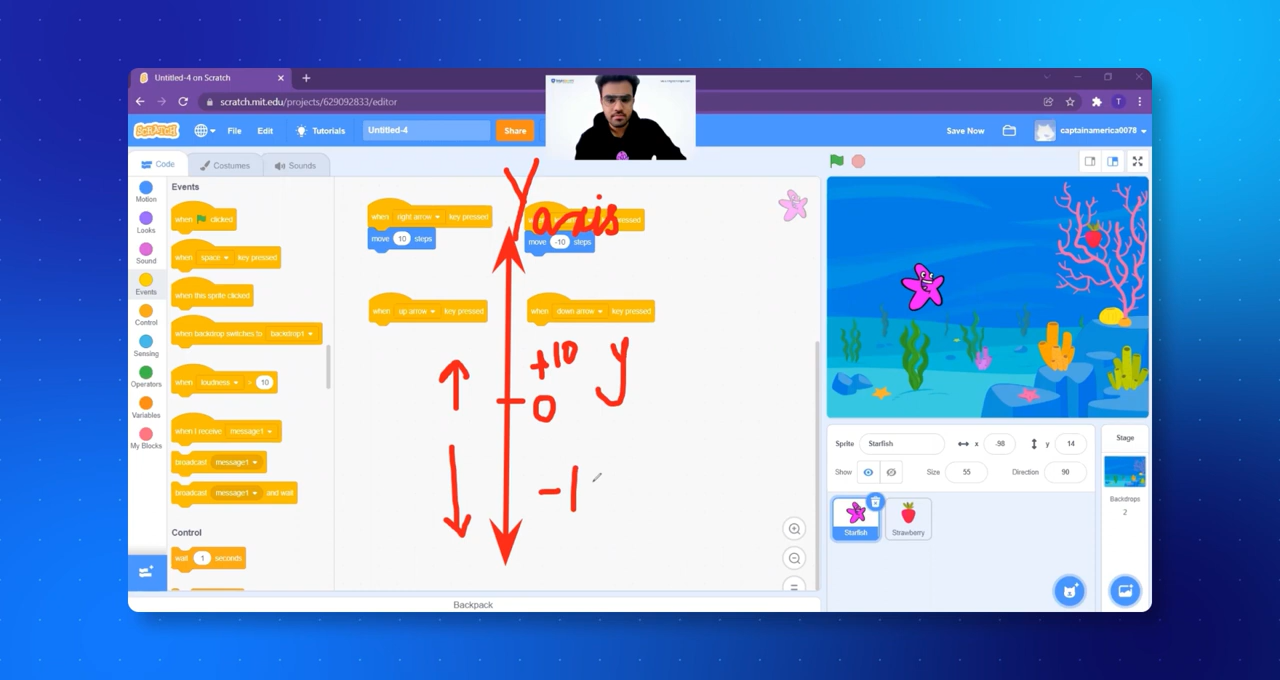 Untitled-4 on Scratch
scratch.mit.edu/projects/629092833/editor
T
SCRATCH
File
Edit
Tutorials
Untitled-4
Share
Save Now
captainamerica0078
Code
Costumes
Sounds
Motion
Looks
Sound
Events
Control
Sensing
Operators
Variables
My Blocks
Events
when clicked
when space key pressed
when this sprite clicked
when backdrop switches to backdrop1
when loudness > 10
when I receive message1
broadcast message1
broadcast message1 and wait
Control
wait 1 seconds
when right arrow key pressed
move 10 steps
pressed
move -10 steps
when up arrow key pressed
when down arrow key pressed
Y
axis
+10 y
0
-1
Backpack
Sprite
Starfish
x
-98
y
14
Show
Size
55
Direction
90
Starfish
Strawberry
Stage
Backdrops
2